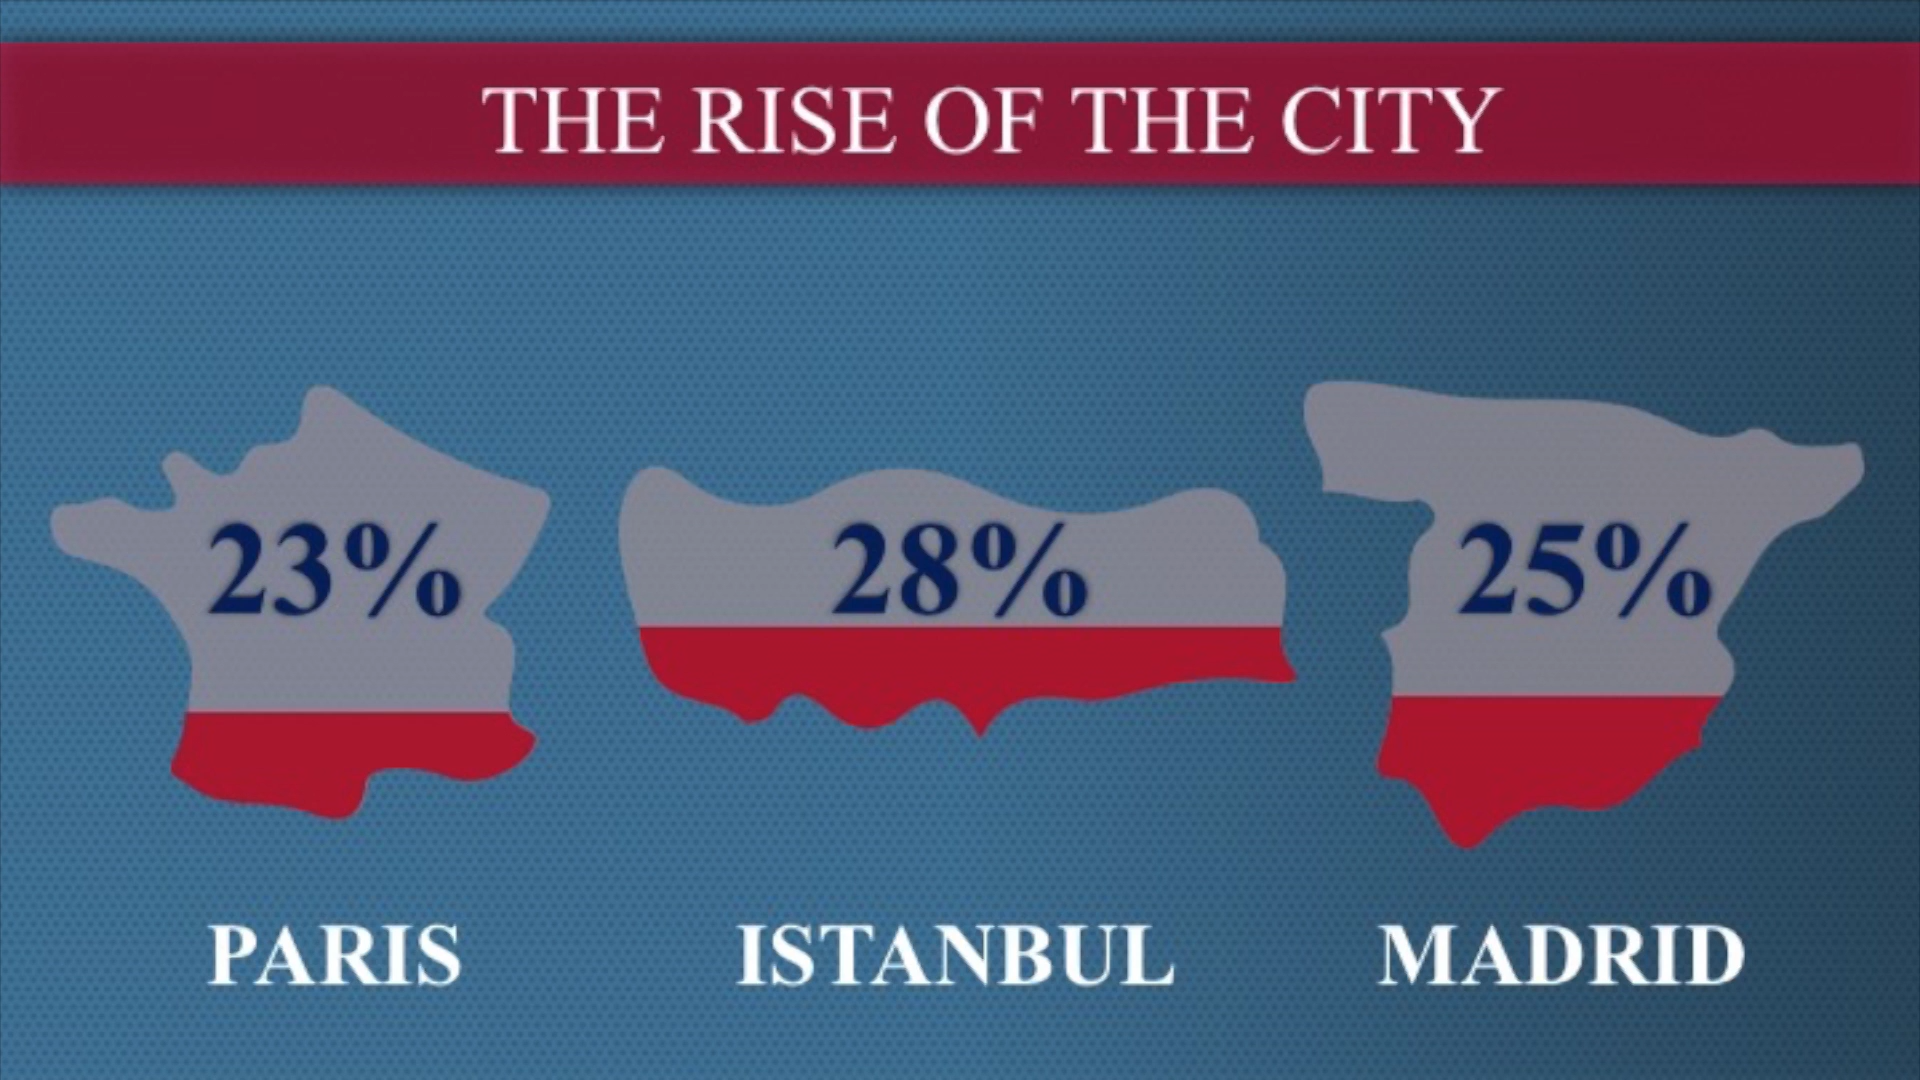 THE RISE OF THE CITY
23%
28%
25%
PARIS
ISTANBUL
MADRID